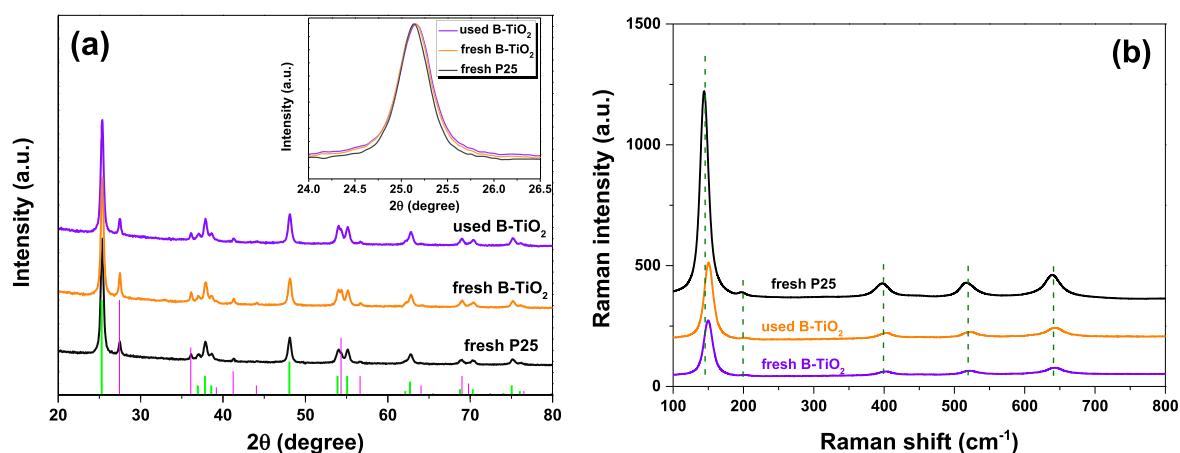 (a)
used B-TiO₂
fresh B-TiO₂
fresh P25
Intensity (a.u.)
24.0 24.5 25.0 25.5 26.0 26.5
2θ (degree)
Intensity (a.u.)
used B-TiO₂
fresh B-TiO₂
fresh P25
20 30 40 50 60 70 80
2θ (degree)
(b)
1500
1000
500
0
Raman intensity (a.u.)
fresh P25
used B-TiO₂
fresh B-TiO₂
100 200 300 400 500 600 700 800
Raman shift (cm⁻¹)